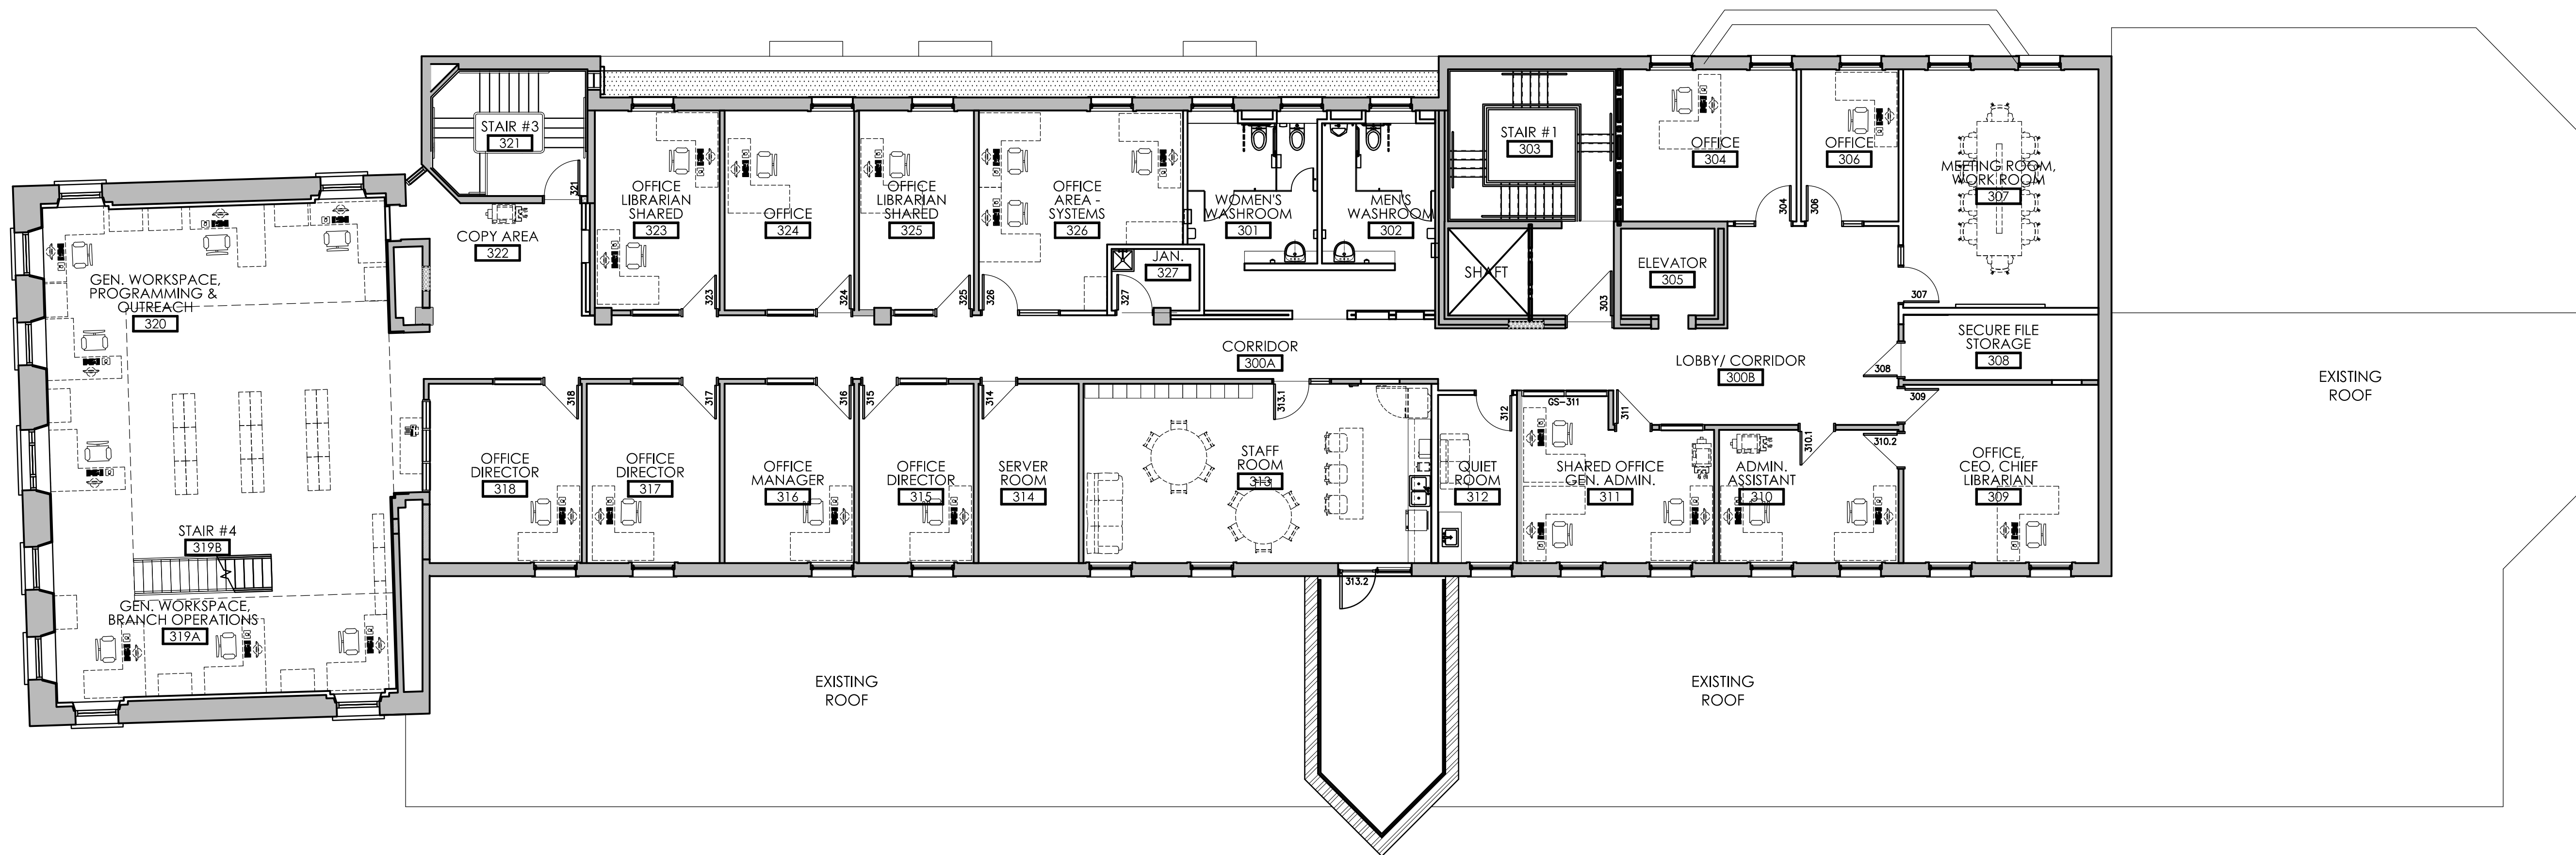 STAIR #3
321
321
COPY AREA
322
OFFICE
LIBRARIAN
SHARED
323
323
OFFICE
324
324
OFFICE
LIBRARIAN
SHARED
325
325
OFFICE
AREA -
SYSTEMS
326
326
JAN.
327
327
WOMEN'S
WASHROOM
301
MEN'S
WASHROOM
302
STAIR #1
303
303
SHAFT
ELEVATOR
305
OFFICE
304
304
OFFICE
306
306
MEETING ROOM,
WORK ROOM
307
307
SECURE FILE
STORAGE
308
308
GEN. WORKSPACE,
PROGRAMMING &
OUTREACH
320
CORRIDOR
300A
LOBBY/ CORRIDOR
300B
EXISTING
ROOF
318
OFFICE
DIRECTOR
318
317
OFFICE
DIRECTOR
317
316
OFFICE
MANAGER
316
315
OFFICE
DIRECTOR
315
314
SERVER
ROOM
314
313.1
STAFF
ROOM
313
313.2
312
QUIET
ROOM
312
GS-311
311
SHARED OFFICE
GEN. ADMIN.
311
310.1
310.2
ADMIN.
ASSISTANT
310
309
OFFICE,
CEO, CHIEF
LIBRARIAN
309
STAIR #4
319B
GEN. WORKSPACE,
BRANCH OPERATIONS
319A
EXISTING
ROOF
EXISTING
ROOF